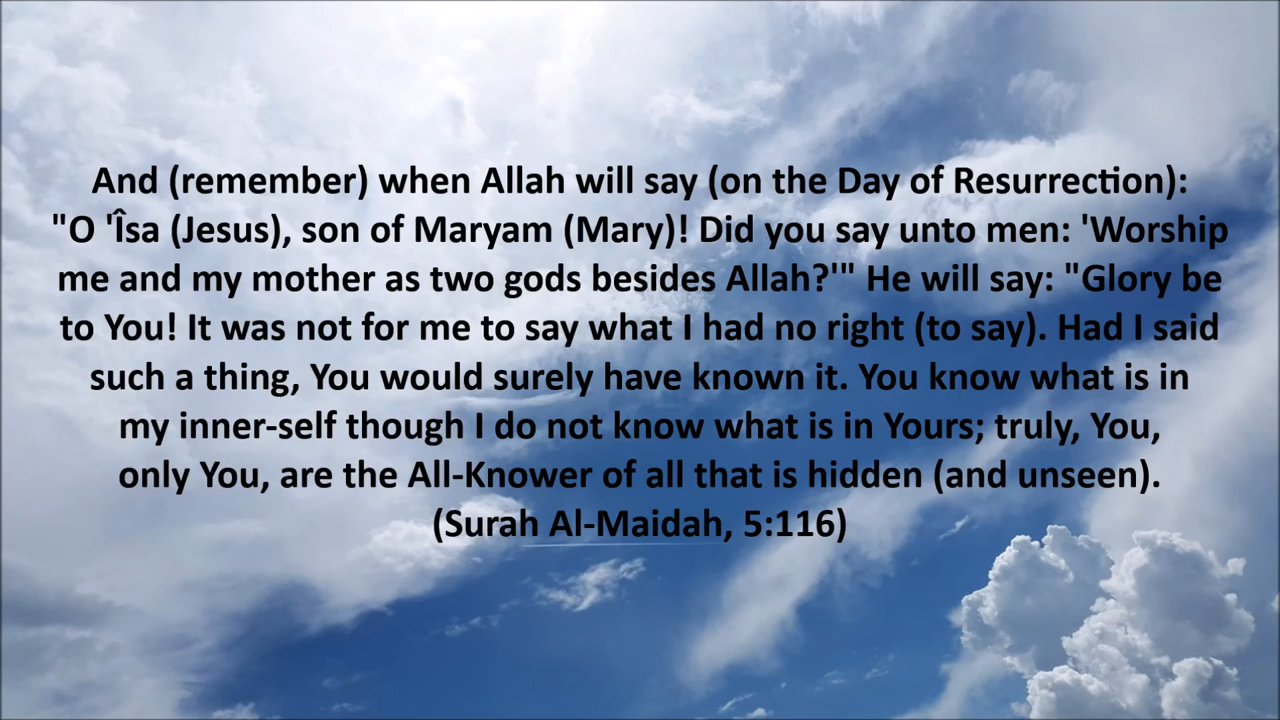 And (remember) when Allah will say (on the Day of Resurrection):
"O 'Îsa (Jesus), son of Maryam (Mary)! Did you say unto men: 'Worship
me and my mother as two gods besides Allah?'" He will say: "Glory be
to You! It was not for me to say what I had no right (to say). Had I said
such a thing, You would surely have known it. You know what is in
my inner-self though I do not know what is in Yours; truly, You,
only You, are the All-Knower of all that is hidden (and unseen).
(Surah Al-Maidah, 5:116)